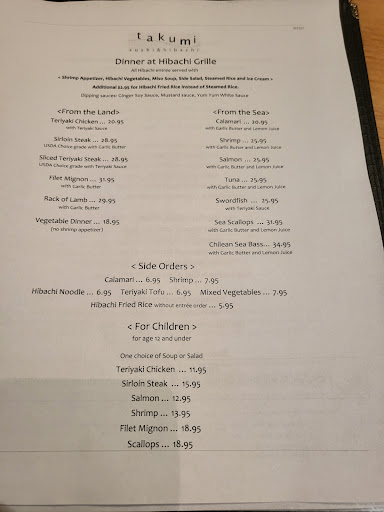 takumi
sushi&hibachi
Dinner at Hibachi Grille
All Hibachi entrée served with
< Shrimp Appetizer, Hibachi Vegetables, Miso Soup, Side Salad, Steamed Rice and Ice Cream >
Additional $2.95 for Hibachi Fried Rice instead of Steamed Rice.
Dipping sauces: Ginger Soy Sauce, Mustard sauce, Yum Yum White Sauce
<From the Land>
Teriyaki Chicken ... 20.95
with Teriyaki Sauce
Sirloin Steak ... 28.95
USDA Choice grade with Garlic Butter
Sliced Teriyaki Steak ... 28.95
USDA Choice grade with Teriyaki Sauce
Filet Mignon ... 31.95
with Garlic Butter
Rack of Lamb ... 29.95
with Garlic Butter
Vegetable Dinner ... 18.95
(no shrimp appetizer)
<From the Sea>
Calamari ... 20.95
with Garlic Butter and Lemon Juice
Shrimp ... 25.95
with Garlic Butter and Lemon Juice
Salmon ... 25.95
with Garlic Butter and Lemon Juice
Tuna ... 25.95
with Garlic Butter and Lemon Juice
Swordfish ... 25.95
with Teriyaki Sauce
Sea Scallops ... 31.95
with Garlic Butter and Lemon Juice
Chilean Sea Bass... 34.95
with Garlic Butter and Lemon Juice
< Side Orders >
Calamari ... 6.95 Shrimp ... 7.95
Hibachi Noodle ... 6.95 Teriyaki Tofu ... 6.95 Mixed Vegetables ... 7.95
Hibachi Fried Rice without entrée order ... 5.95
< For Children >
for age 12 and under
One choice of Soup or Salad
Teriyaki Chicken ... 11.95
Sirloin Steak ... 15.95
Salmon ... 12.95
Shrimp ... 13.95
Filet Mignon ... 18.95
Scallops ... 18.95